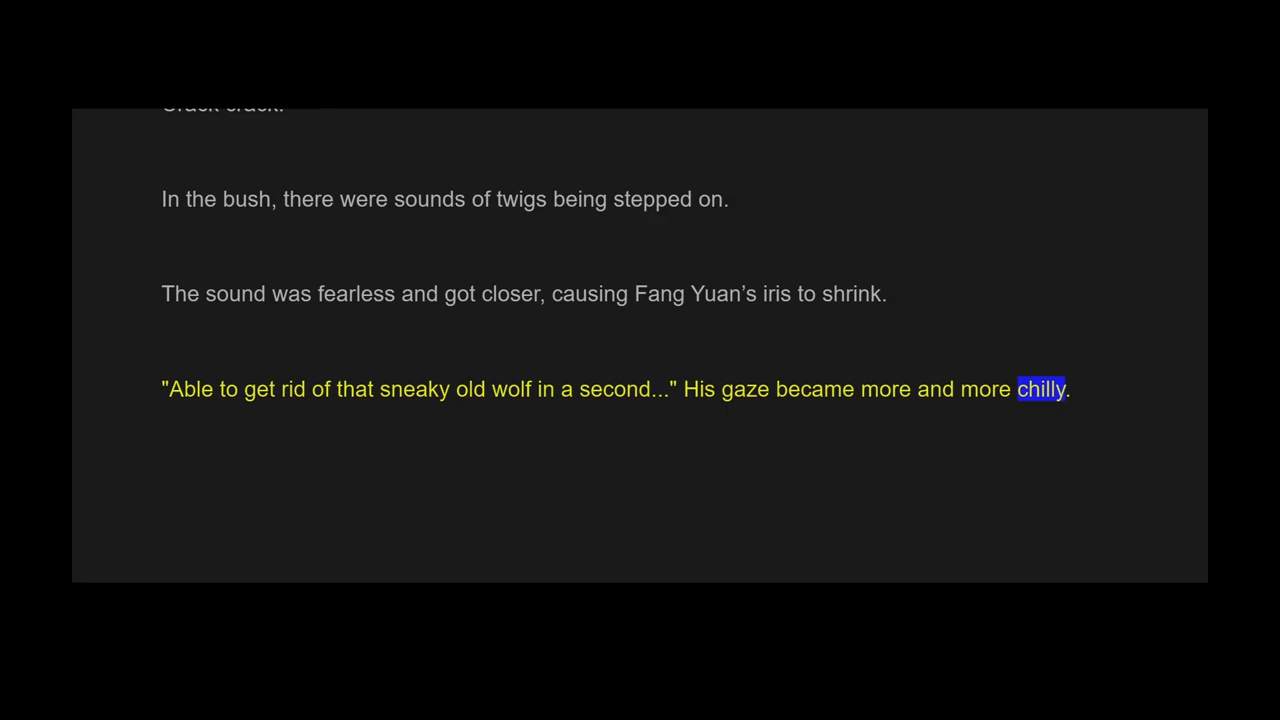 Crack crack.
In the bush, there were sounds of twigs being stepped on.
The sound was fearless and got closer, causing Fang Yuan’s iris to shrink.
"Able to get rid of that sneaky old wolf in a second..." His gaze became more and more chilly.